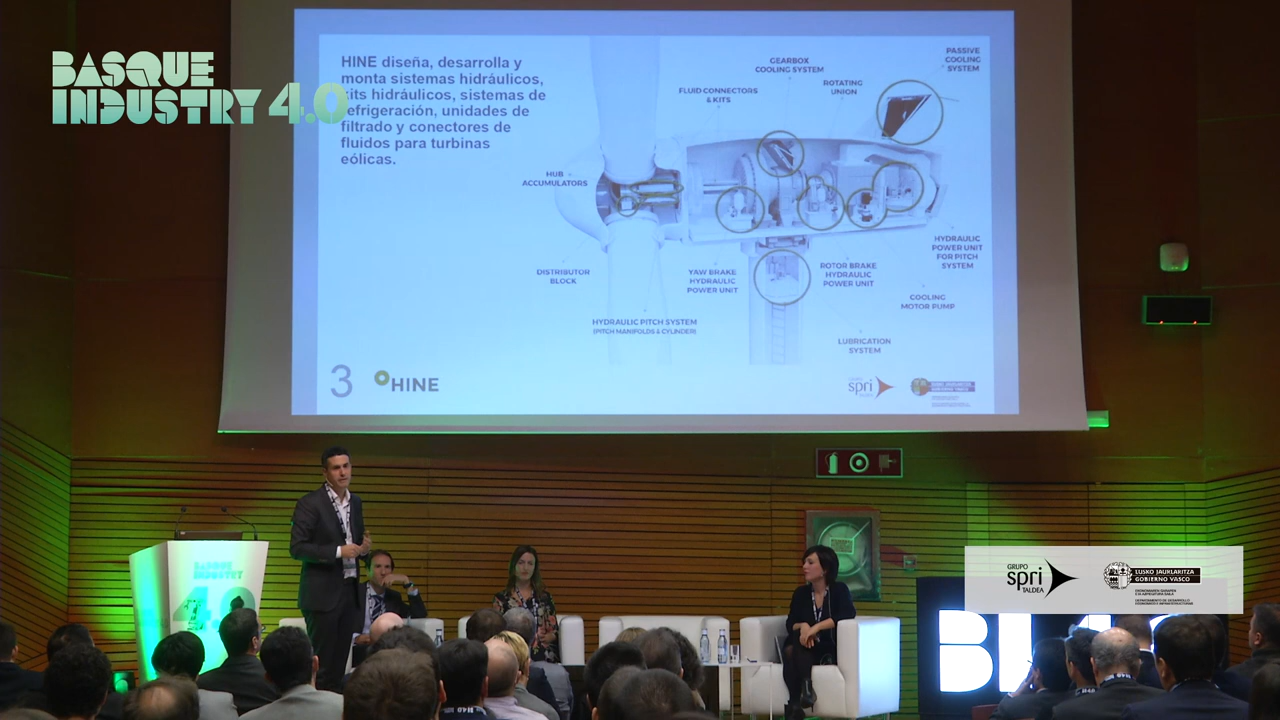 BASQUE
INDUSTRY 4.0
HINE diseña, desarrolla y
monta sistemas hidráulicos,
kits hidráulicos, sistemas de
refrigeración, unidades de
filtrado y conectores de
fluidos para turbinas
eólicas.
PASSIVE
COOLING
SYSTEM
GEARBOX
COOLING SYSTEM
ROTATING
UNION
FLUID CONNECTORS
& KITS
HUB
ACCUMULATORS
DISTRIBUTOR
BLOCK
YAW BRAKE
HYDRAULIC
POWER UNIT
ROTOR BRAKE
HYDRAULIC
POWER UNIT
HYDRAULIC
POWER UNIT
FOR PITCH
SYSTEM
COOLING
MOTOR PUMP
HYDRAULIC PITCH SYSTEM
(PITCH MANIFOLDS & CYLINDER)
LUBRICATION
SYSTEM
3 HINE
spri
BASQUE
INDUSTRY
4.0
GRUPO
spri
TALDEA
EUSKO JAURLARITZA
GOBIERNO VASCO